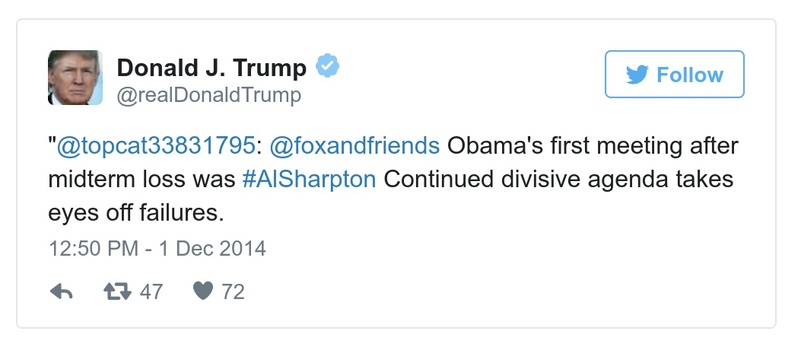 Donald J. Trump
@realDonaldTrump
Follow
"@topcat33831795: @foxandfriends Obama's first meeting after
midterm loss was #AlSharpton Continued divisive agenda takes
eyes off failures.
12:50 PM - 1 Dec 2014
47 72